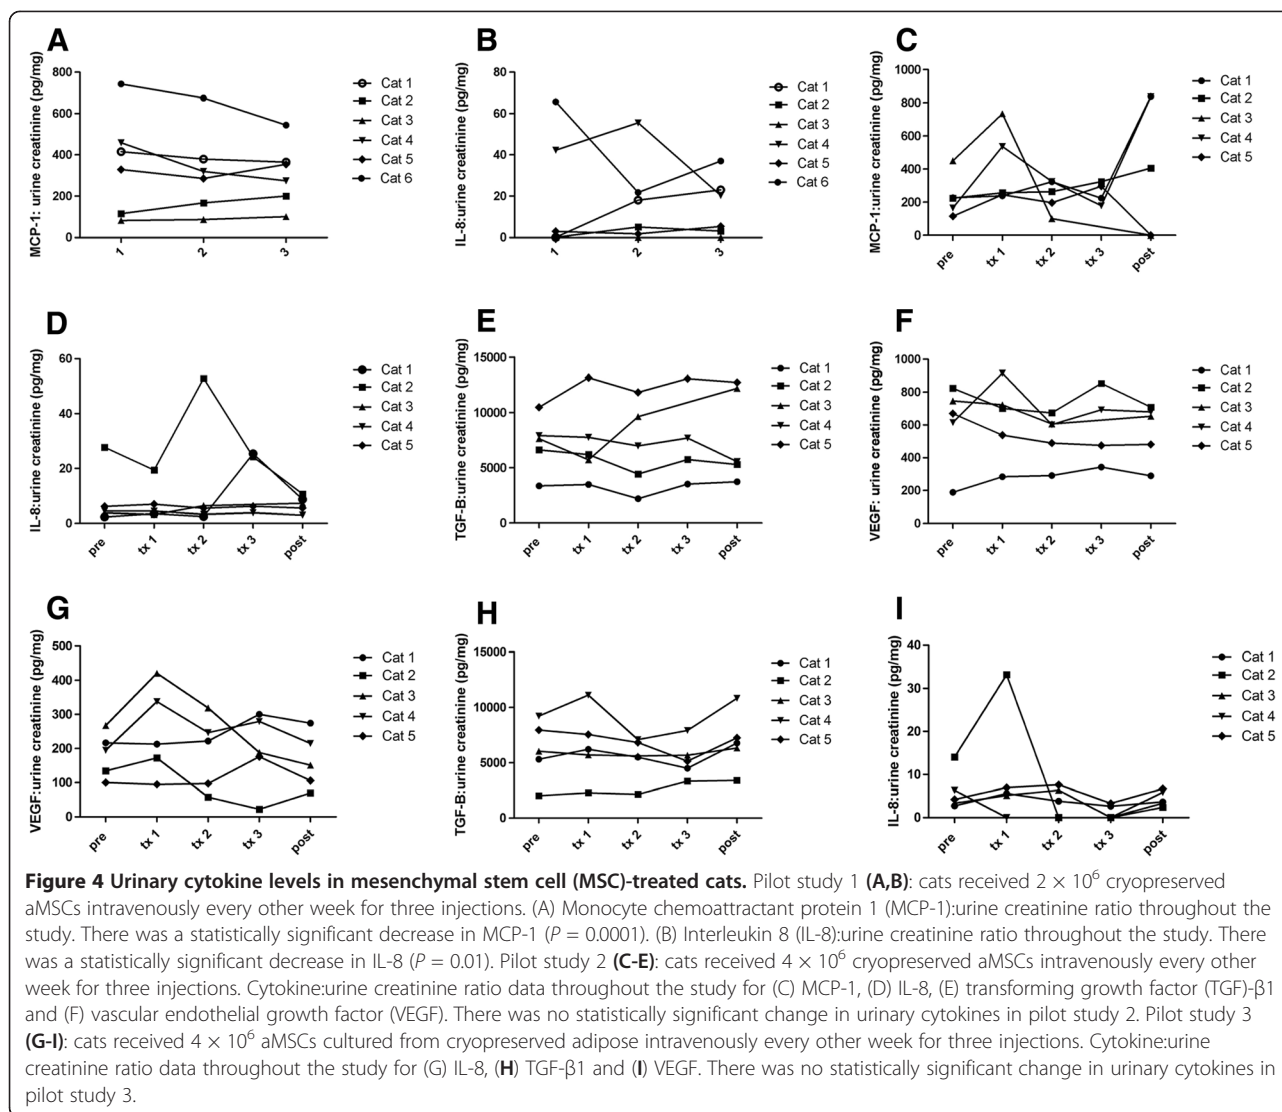 A
MCP-1: urine creatinine (pg/mg)
800
600
400
200
0
1
2
3
Cat 1
Cat 2
Cat 3
Cat 4
Cat 5
Cat 6
B
IL-8:urine creatinine (pg/mg)
80
60
40
20
0
1
2
3
Cat 1
Cat 2
Cat 3
Cat 4
Cat 5
Cat 6
C
MCP-1:urine creatinine (pg/mg)
1000
800
600
400
200
0
pre
tx 1
tx 2
tx 3
post
Cat 1
Cat 2
Cat 3
Cat 4
Cat 5
D
IL-8:urine creatinine (pg/mg)
60
40
20
0
pre
tx 1
tx 2
tx 3
post
Cat 1
Cat 2
Cat 3
Cat 4
Cat 5
E
TGF-B:urine creatinine (pg/mg)
15000
10000
5000
0
pre
tx 1
tx 2
tx 3
post
Cat 1
Cat 2
Cat 3
Cat 4
Cat 5
F
VEGF: urine creatinine (pg/mg)
1000
800
600
400
200
0
pre
tx 1
tx 2
tx 3
post
Cat 1
Cat 2
Cat 3
Cat 4
Cat 5
G
VEGF:urine creatinine (pg/mg)
500
400
300
200
100
0
pre
tx 1
tx 2
tx 3
post
Cat 1
Cat 2
Cat 3
Cat 4
Cat 5
H
TGF-B:urine creatinine (pg/mg)
15000
10000
5000
0
pre
tx 1
tx 2
tx 3
post
Cat 1
Cat 2
Cat 3
Cat 4
Cat 5
I
IL-8:urine creatinine (pg/mg)
40
30
20
10
0
pre
tx 1
tx 2
tx 3
post
Cat 1
Cat 2
Cat 3
Cat 4
Cat 5
Figure 4 Urinary cytokine levels in mesenchymal stem cell (MSC)-treated cats. Pilot study 1 (A,B): cats received 2 × 10⁶ cryopreserved
aMSCs intravenously every other week for three injections. (A) Monocyte chemoattractant protein 1 (MCP-1):urine creatinine ratio throughout the
study. There was a statistically significant decrease in MCP-1 (P = 0.0001). (B) Interleukin 8 (IL-8):urine creatinine ratio throughout the study. There
was a statistically significant decrease in IL-8 (P = 0.01). Pilot study 2 (C-E): cats received 4 × 10⁶ cryopreserved aMSCs intravenously every other
week for three injections. Cytokine:urine creatinine ratio data throughout the study for (C) MCP-1, (D) IL-8, (E) transforming growth factor (TGF)-β1
and (F) vascular endothelial growth factor (VEGF). There was no statistically significant change in urinary cytokines in pilot study 2. Pilot study 3
(G-I): cats received 4 × 10⁶ aMSCs cultured from cryopreserved adipose intravenously every other week for three injections. Cytokine:urine
creatinine ratio data throughout the study for (G) IL-8, (H) TGF-β1 and (I) VEGF. There was no statistically significant change in urinary cytokines in
pilot study 3.